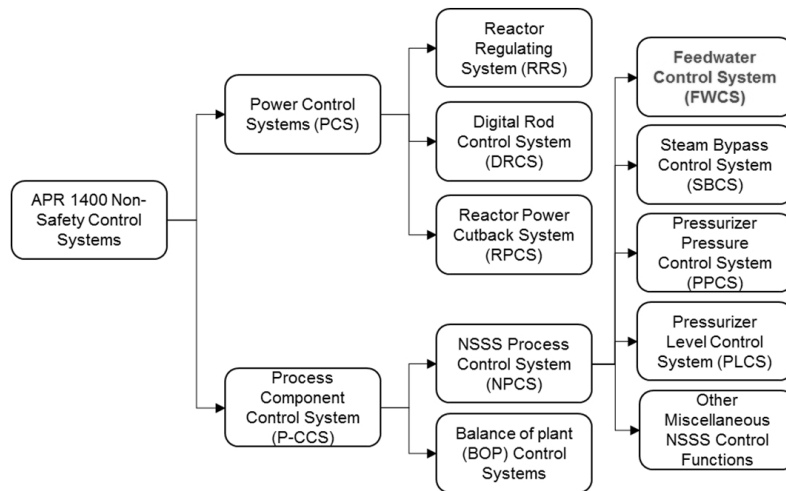 Reactor
Regulating
System (RRS)
Feedwater
Control System
(FWCS)
Power Control
Systems (PCS)
Digital Rod
Control System
(DRCS)
Steam Bypass
Control System
(SBCS)
APR 1400 Non-
Safety Control
Systems
Reactor Power
Cutback System
(RPCS)
Pressurizer
Pressure
Control System
(PPCS)
NSSS Process
Control System
(NPCS)
Pressurizer
Level Control
System (PLCS)
Process
Component
Control System
(P-CCS)
Balance of plant
(BOP) Control
Systems
Other
Miscellaneous
NSSS Control
Functions